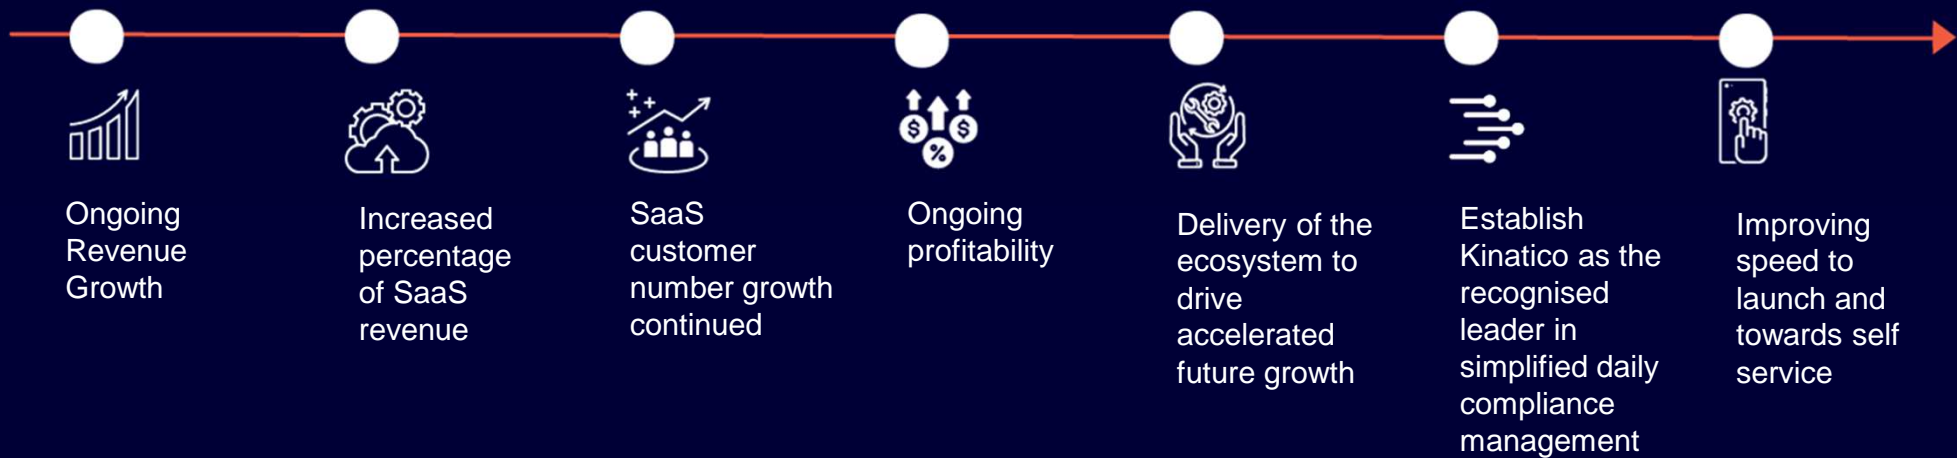 Ongoing
Revenue
Growth
Increased
percentage
of SaaS
revenue
SaaS
customer
number growth
continued
Ongoing
profitability
Delivery of the
ecosystem to
drive
accelerated
future growth
Establish
Kinatico as the
recognised
leader in
simplified daily
compliance
management
Improving
speed to
launch and
towards self
service